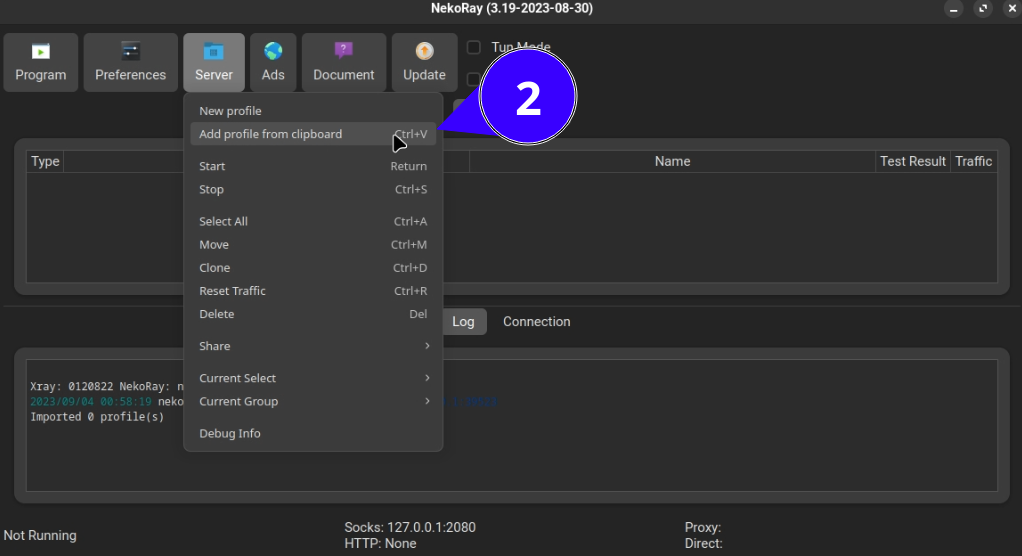 NekoRay (3.19-2023-08-30)
Program
Preferences
Server
Ads
Document
Update
Tun Mode
2
New profile
Add profile from clipboard Ctrl+V
Start Return
Stop Ctrl+S
Select All Ctrl+A
Move Ctrl+M
Clone Ctrl+D
Reset Traffic Ctrl+R
Delete Del
Share
Current Select
Current Group
Debug Info
Type
Name
Test Result
Traffic
Log
Connection
Xray: 0120822 NekoRay: n
2023/09/04 00:58:19 neko
Imported 0 profile(s)
Not Running
Socks: 127.0.0.1:2080
HTTP: None
Proxy:
Direct: